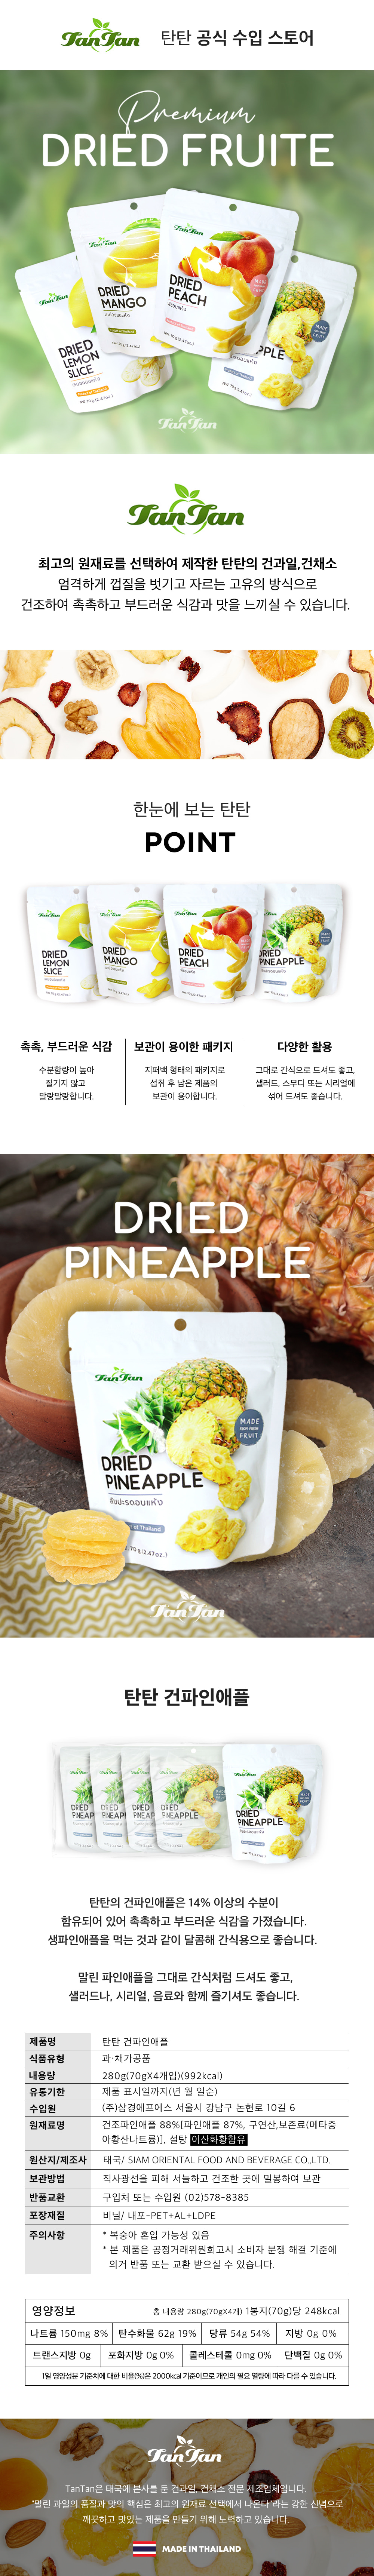 TanTan 탄탄 공식 수입 스토어
Premium
DRIED FRUITE
TanTan
DRIED
LEMON
SLICE
TanTan
DRIED
MANGO
TanTan
DRIED
PEACH
MADE
FRUIT
PPLE
TanTan
TanTan
최고의 원재료를 선택하여 제작한 탄탄의 건과일,건채소
엄격하게 껍질을 벗기고 자르는 고유의 방식으로
건조하여 촉촉하고 부드러운 식감과 맛을 느끼실 수 있습니다.
한눈에 보는 탄탄
POINT
TanTan
DRIED
LEMON
SLICE
TanTan
DRIED
MANGO
TanTan
DRIED
PEACH
TanTan
DRIED
PINEAPPLE
촉촉, 부드러운 식감
수분함량이 높아
질기지 않고
말랑말랑합니다.
보관이 용이한 패키지
지퍼백 형태의 패키지로
섭취 후 남은 제품의
보관이 용이합니다.
다양한 활용
그대로 간식으로 드셔도 좋고,
샐러드, 스무디 또는 시리얼에
섞어 드셔도 좋습니다.
DRIED
PINEAPPLE
TanTan
MADE
FROM FRESH
FRUIT
DRIED
PINEAPPLE
สับปะรดอบแห้ง
of Thailand
70 g (2.47oz.)
TanTan
탄탄 건파인애플
TanTan
DRIED
PINEAPPLE
탄탄의 건파인애플은 14% 이상의 수분이
함유되어 있어 촉촉하고 부드러운 식감을 가졌습니다.
생파인애플을 먹는 것과 같이 달콤해 간식용으로 좋습니다.
말린 파인애플을 그대로 간식처럼 드셔도 좋고,
샐러드나, 시리얼, 음료와 함께 즐기셔도 좋습니다.
제품명 탄탄 건파인애플
식품유형 과·채가공품
내용량 280g(70gX4개입)(992kcal)
유통기한 제품 표시일까지(년 월 일순)
수입원 (주)삼경에프에스 서울시 강남구 논현로 10길 6
원재료명 건조파인애플 88%[파인애플 87%, 구연산,보존료(메타중
아황산나트륨)], 설탕 이산화황함유
원산지/제조사 태국/ SIAM ORIENTAL FOOD AND BEVERAGE CO.,LTD.
보관방법 직사광선을 피해 서늘하고 건조한 곳에 밀봉하여 보관
반품교환 구입처 또는 수입원 (02)578-8385
포장재질 비닐/ 내포-PET+AL+LDPE
주의사항 * 복숭아 혼입 가능성 있음
* 본 제품은 공정거래위원회고시 소비자 분쟁 해결 기준에
의거 반품 또는 교환 받으실 수 있습니다.
영양정보 총 내용량 280g(70gX4개) 1봉지(70g)당 248kcal
나트륨 150mg 8% 탄수화물 62g 19% 당류 54g 54% 지방 0g 0%
트랜스지방 0g 포화지방 0g 0% 콜레스테롤 0mg 0% 단백질 0g 0%
1일 영양성분 기준치에 대한 비율(%)은 2000kcal 기준이므로 개인의 필요 열량에 따라 다를 수 있습니다.
TanTan
TanTan은 태국에 본사를 둔 건과일, 건채소 전문 제조업체입니다.
"말린 과일의 품질과 맛의 핵심은 최고의 원재료 선택에서 나온다"라는 강한 신념으로
깨끗하고 맛있는 제품을 만들기 위해 노력하고 있습니다.
MADE IN THAILAND